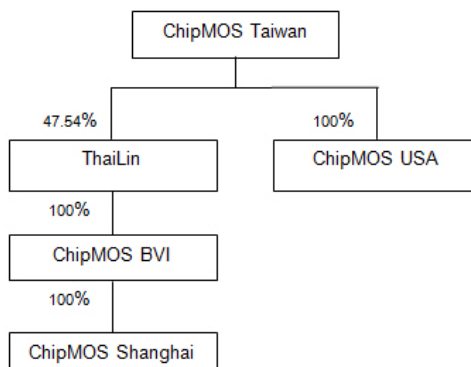 ChipMOS Taiwan
47.54%
100%
ThaiLin
ChipMOS USA
100%
ChipMOS BVI
100%
ChipMOS Shanghai